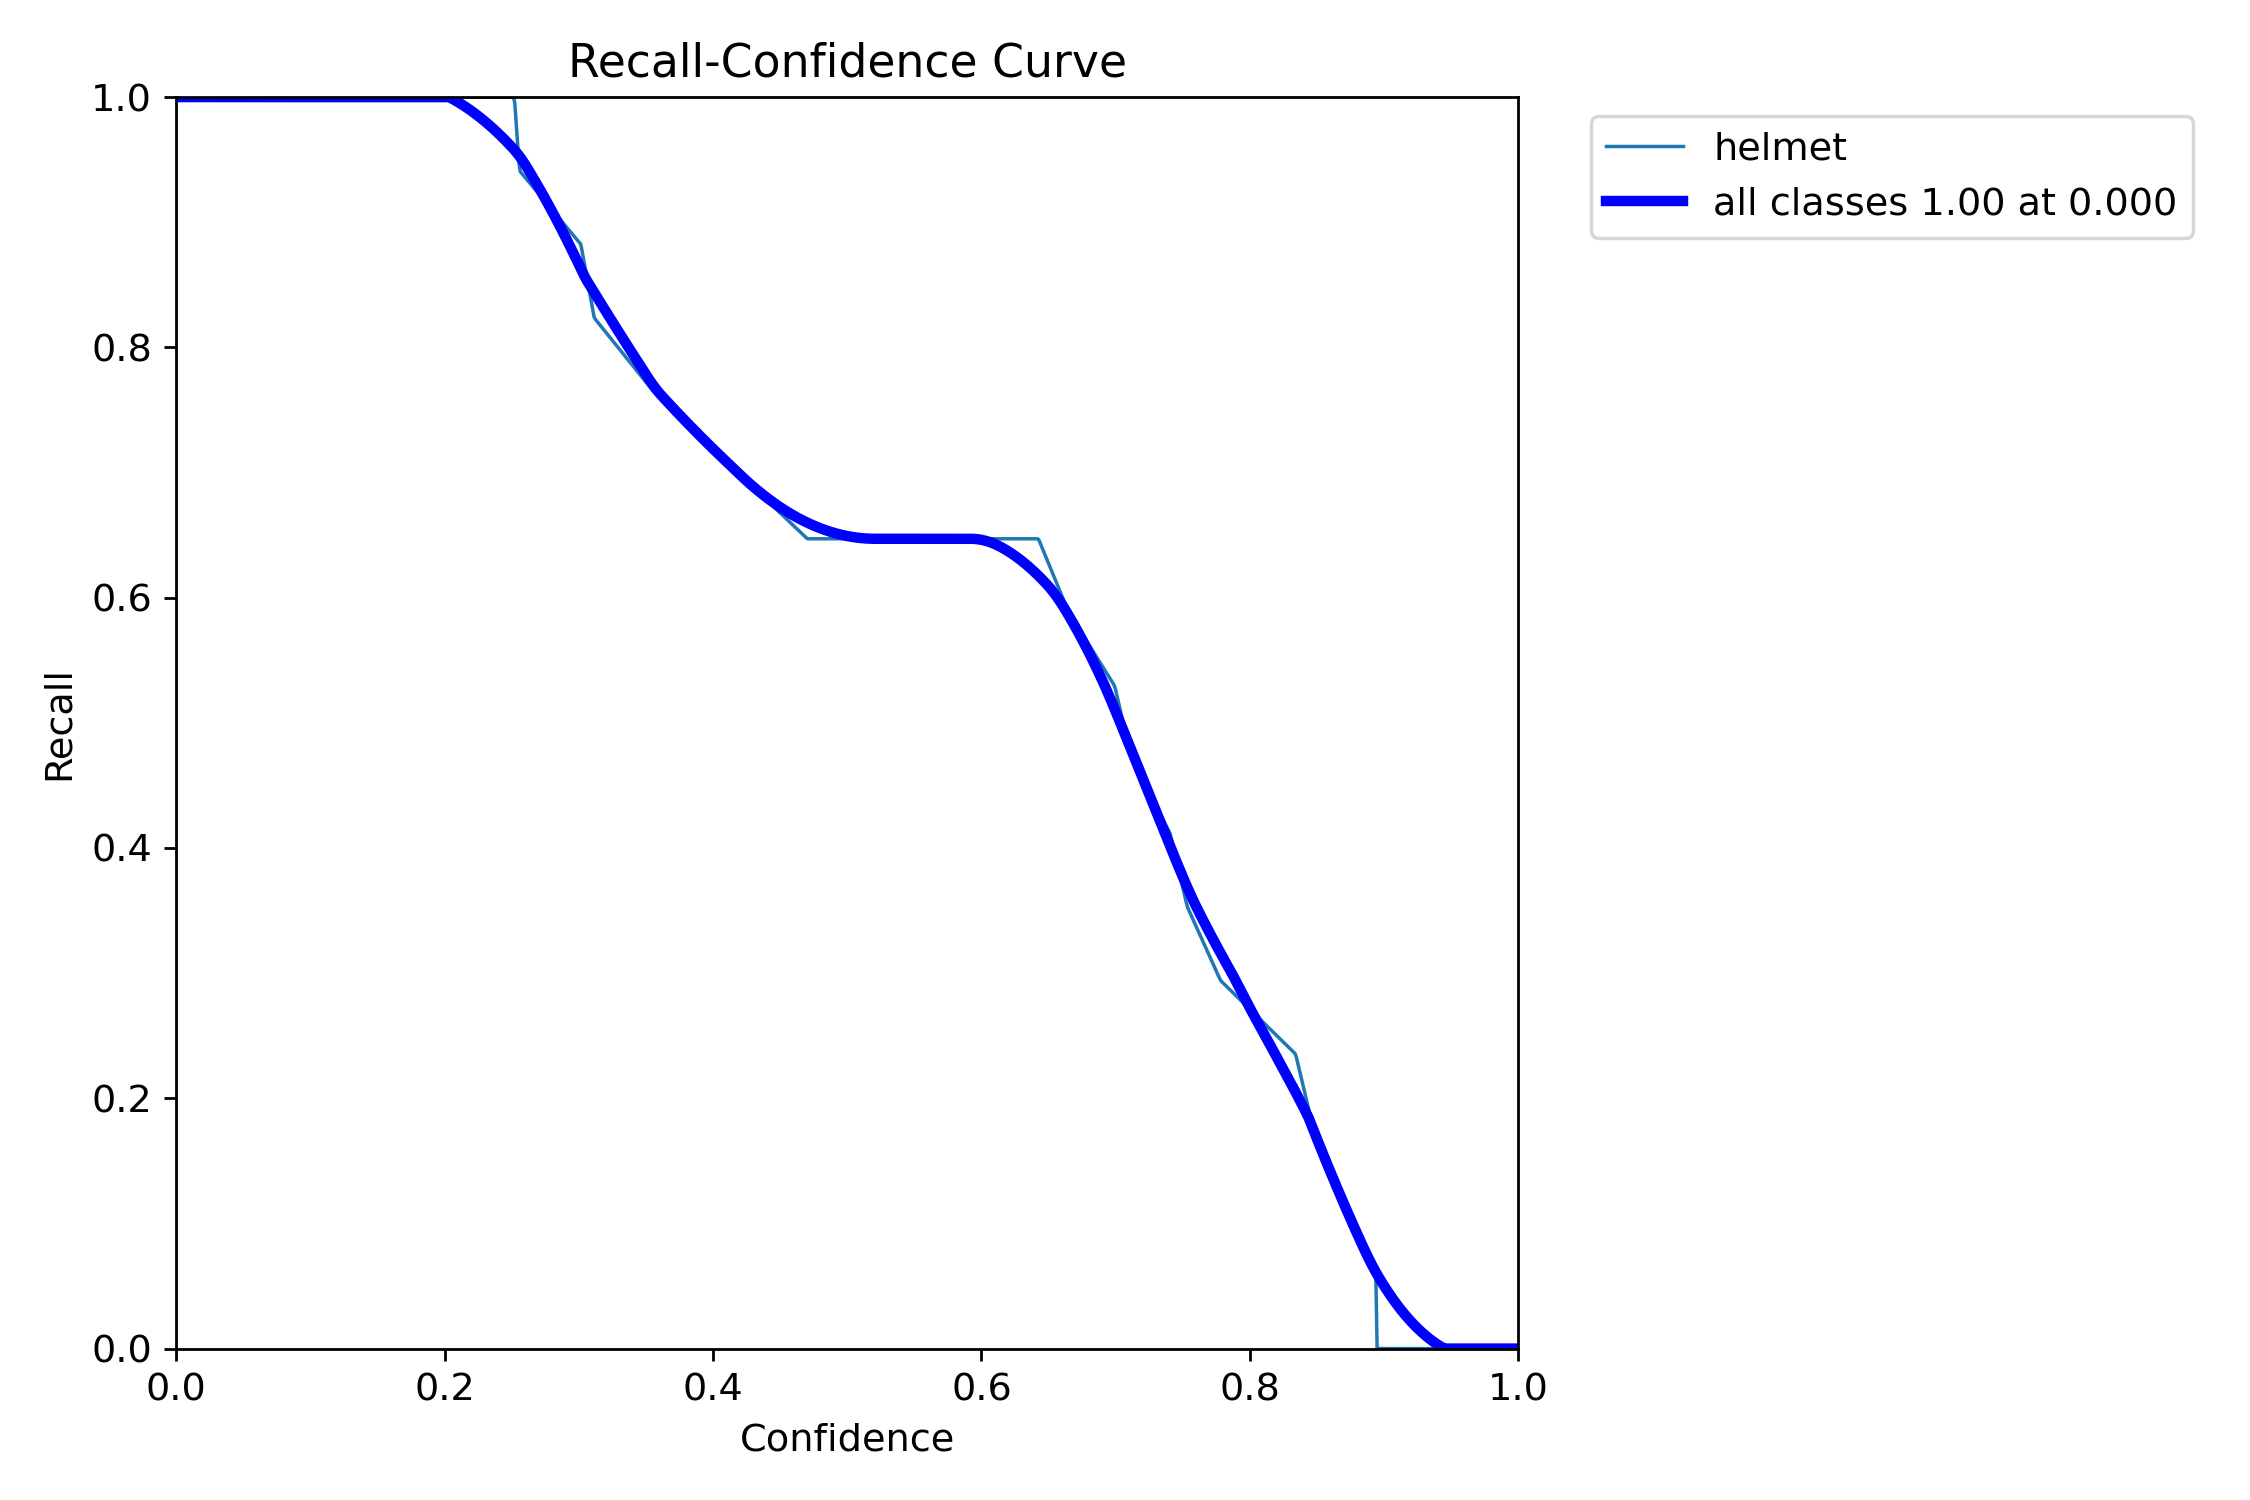 Recall-Confidence Curve
1.0
0.8
0.6
0.4
0.2
0.0
Recall
0.0 0.2 0.4 0.6 0.8 1.0
Confidence
helmet
all classes 1.00 at 0.000